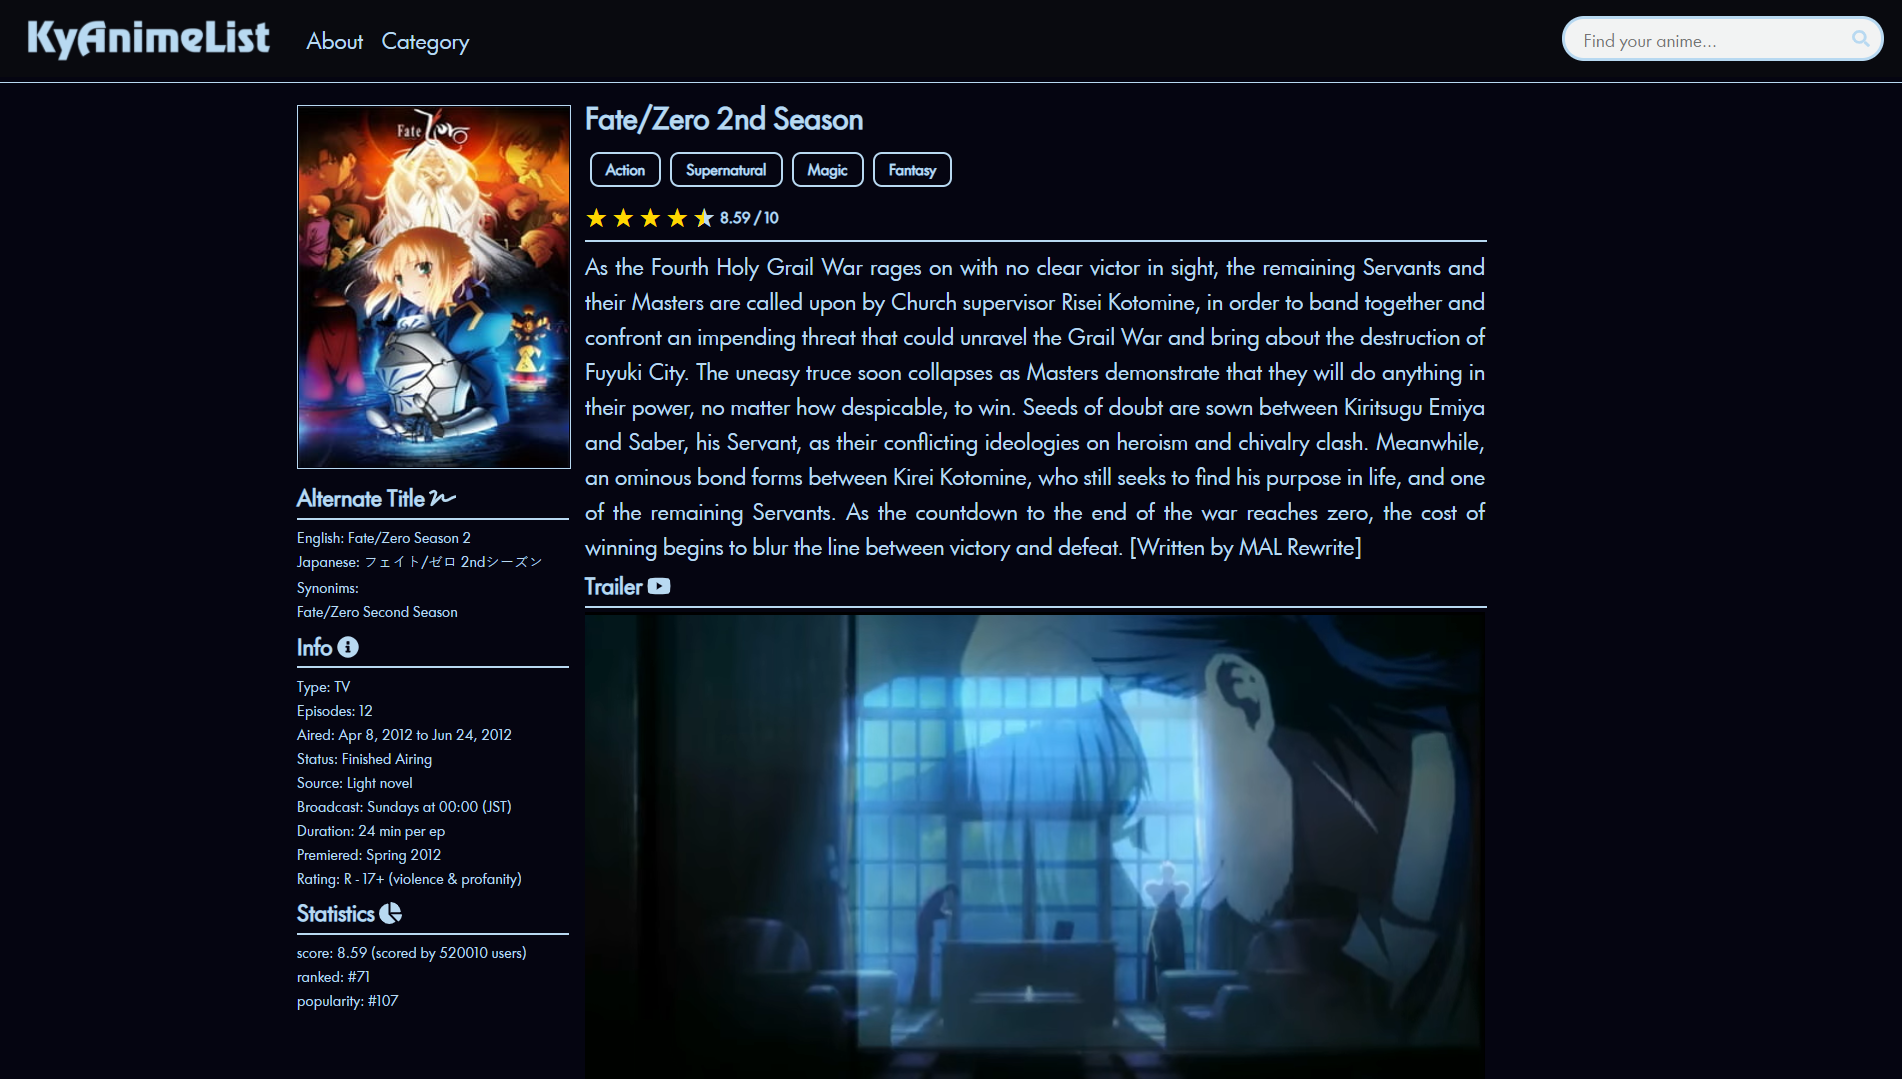 KyAnimeList
About
Category
Find your anime...
Fate Zero
Fate/Zero 2nd Season
Action
Supernatural
Magic
Fantasy
8.59 / 10
As the Fourth Holy Grail War rages on with no clear victor in sight, the remaining Servants and
their Masters are called upon by Church supervisor Risei Kotomine, in order to band together and
confront an impending threat that could unravel the Grail War and bring about the destruction of
Fuyuki City. The uneasy truce soon collapses as Masters demonstrate that they will do anything in
their power, no matter how despicable, to win. Seeds of doubt are sown between Kiritsugu Emiya
and Saber, his Servant, as their conflicting ideologies on heroism and chivalry clash. Meanwhile,
an ominous bond forms between Kirei Kotomine, who still seeks to find his purpose in life, and one
of the remaining Servants. As the countdown to the end of the war reaches zero, the cost of
winning begins to blur the line between victory and defeat. [Written by MAL Rewrite]
Trailer
Alternate Title
English: Fate/Zero Season 2
Japanese: フェイト/ゼロ 2ndシーズン
Synonims:
Fate/Zero Second Season
Info
Type: TV
Episodes: 12
Aired: Apr 8, 2012 to Jun 24, 2012
Status: Finished Airing
Source: Light novel
Broadcast: Sundays at 00:00 (JST)
Duration: 24 min per ep
Premiered: Spring 2012
Rating: R - 17+ (violence & profanity)
Statistics
score: 8.59 (scored by 520010 users)
ranked: #71
popularity: #107